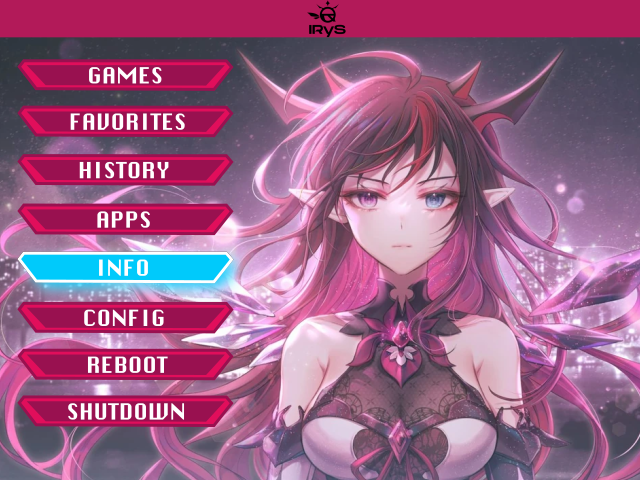 IRyS
GAMES
FAVORITES
HISTORY
APPS
INFO
CONFIG
REBOOT
SHUTDOWN